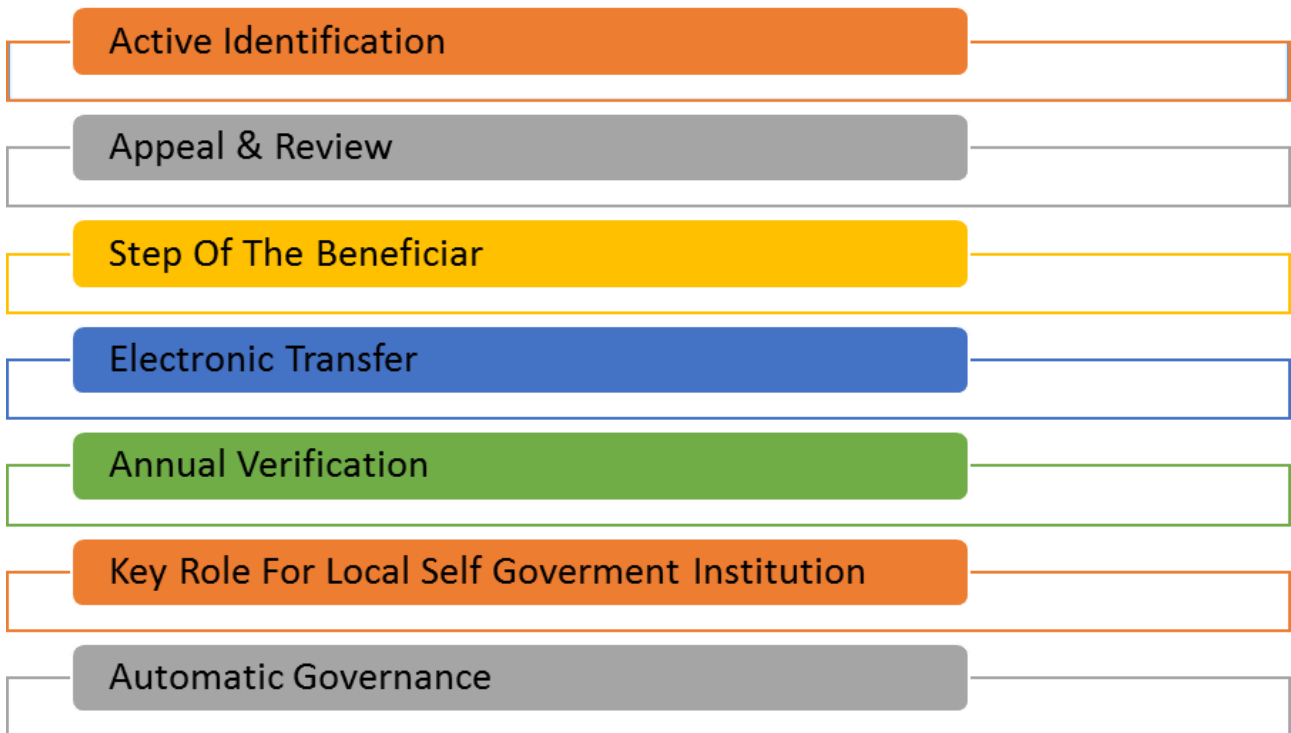 Active Identification
Appeal & Review
Step Of The Beneficiar
Electronic Transfer
Annual Verification
Key Role For Local Self Goverment Institution
Automatic Governance